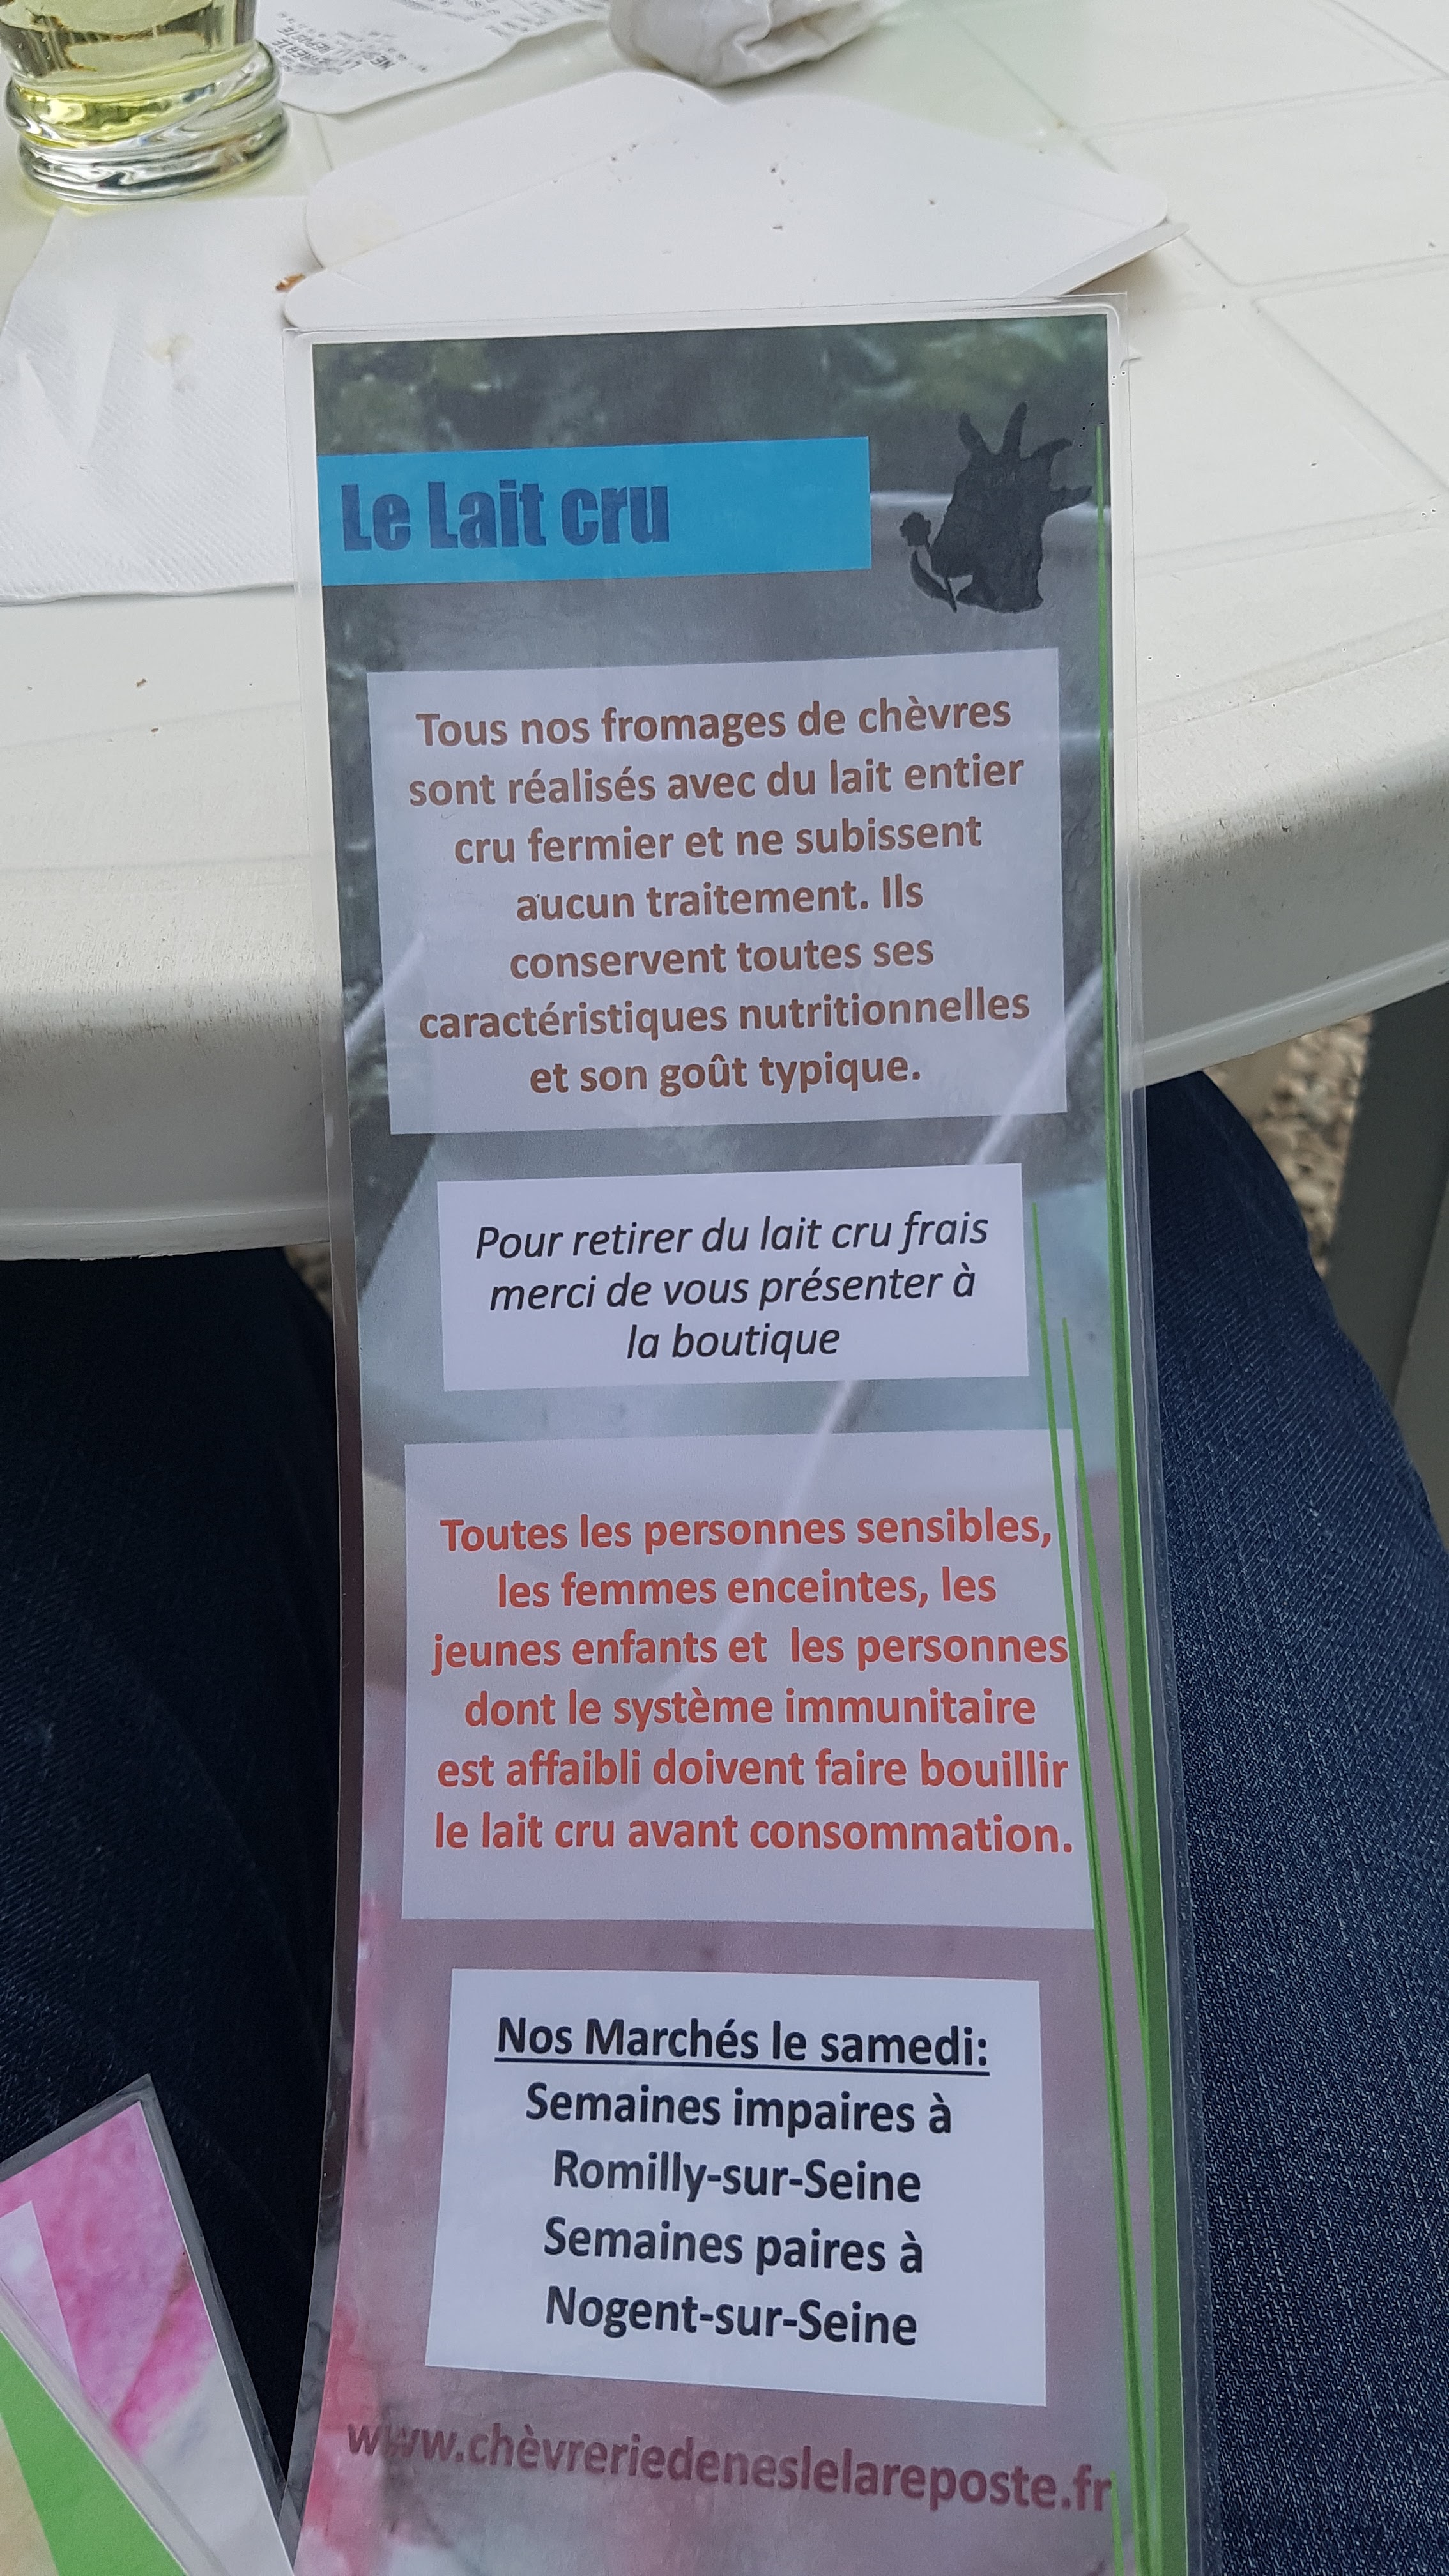 Le Lait cru
Tous nos fromages de chèvres
sont réalisés avec du lait entier
cru fermier et ne subissent
aucun traitement. Ils
conservent toutes ses
caractéristiques nutritionnelles
et son goût typique.
Pour retirer du lait cru frais
merci de vous présenter à
la boutique
Toutes les personnes sensibles,
les femmes enceintes, les
jeunes enfants et les personnes
dont le système immunitaire
est affaibli doivent faire bouillir
le lait cru avant consommation.
Nos Marchés le samedi:
Semaines impaires à
Romilly-sur-Seine
Semaines paires à
Nogent-sur-Seine
www.chèvreriedeneslelareposte.fr